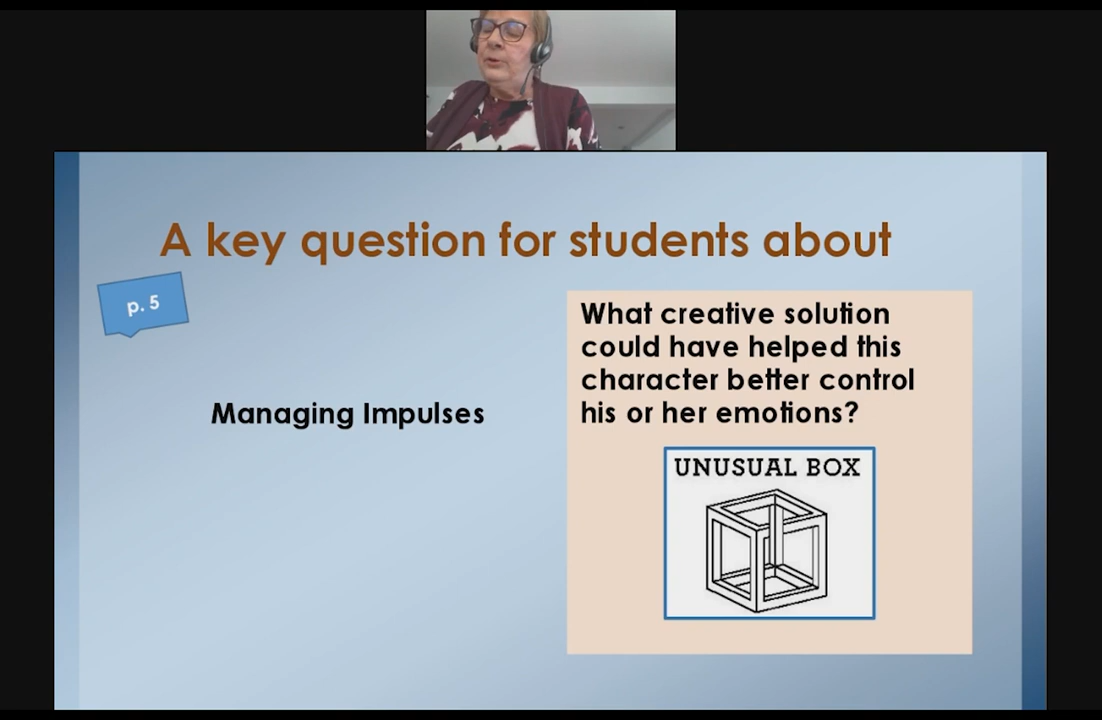 A key question for students about
p. 5
Managing Impulses
What creative solution
could have helped this
character better control
his or her emotions?
UNUSUAL BOX